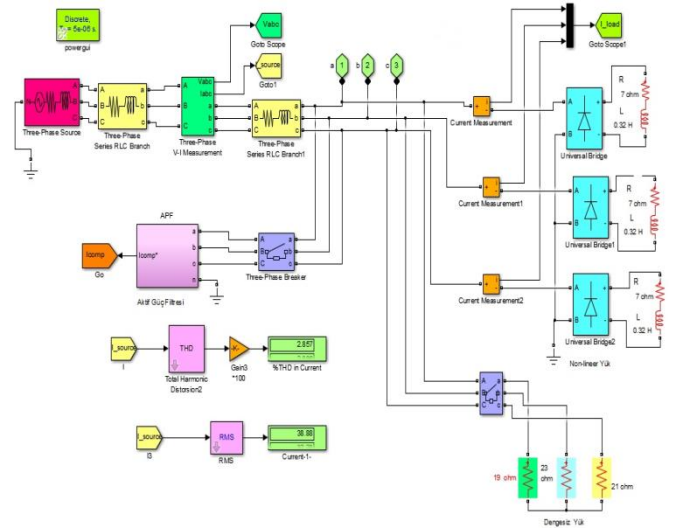 Discrete,
Ts = 5e-06 s.
powergui
Vabc
Goto Scope
I_source
Goto1
I_load
Goto Scope1
a
1
b
2
c
3
N
A
B
C
Three-Phase Source
A
B
C
A
B
C
Three-Phase
Series RLC Branch
A
B
C
Vabc
Iabc
a
b
c
Three-Phase
V-I Measurement
A
B
C
A
B
C
Three-Phase
Series RLC Branch1
Current Measurement
Current Measurement1
Current Measurement2
A
B
+
-
Universal Bridge
R
7 ohm
L
0.32 H
A
B
+
-
Universal Bridge1
R
7 ohm
L
0.32 H
A
B
+
-
Universal Bridge2
R
7 ohm
L
0.32 H
Non-linear Yük
APF
Icomp
Go
Icomp*
a
b
c
n
Aktif Güç Filtresi
A
B
C
a
b
c
Three-Phase Breaker
I_source
I
THD
Total Harmonic
Distorsion2
-K-
Gain3
*100
2.857
%THD in Current
I_source
I3
RMS
RMS
38.88
Current-1-
A
B
C
a
b
c
19 ohm
23
ohm
21 ohm
Dengesiz Yük